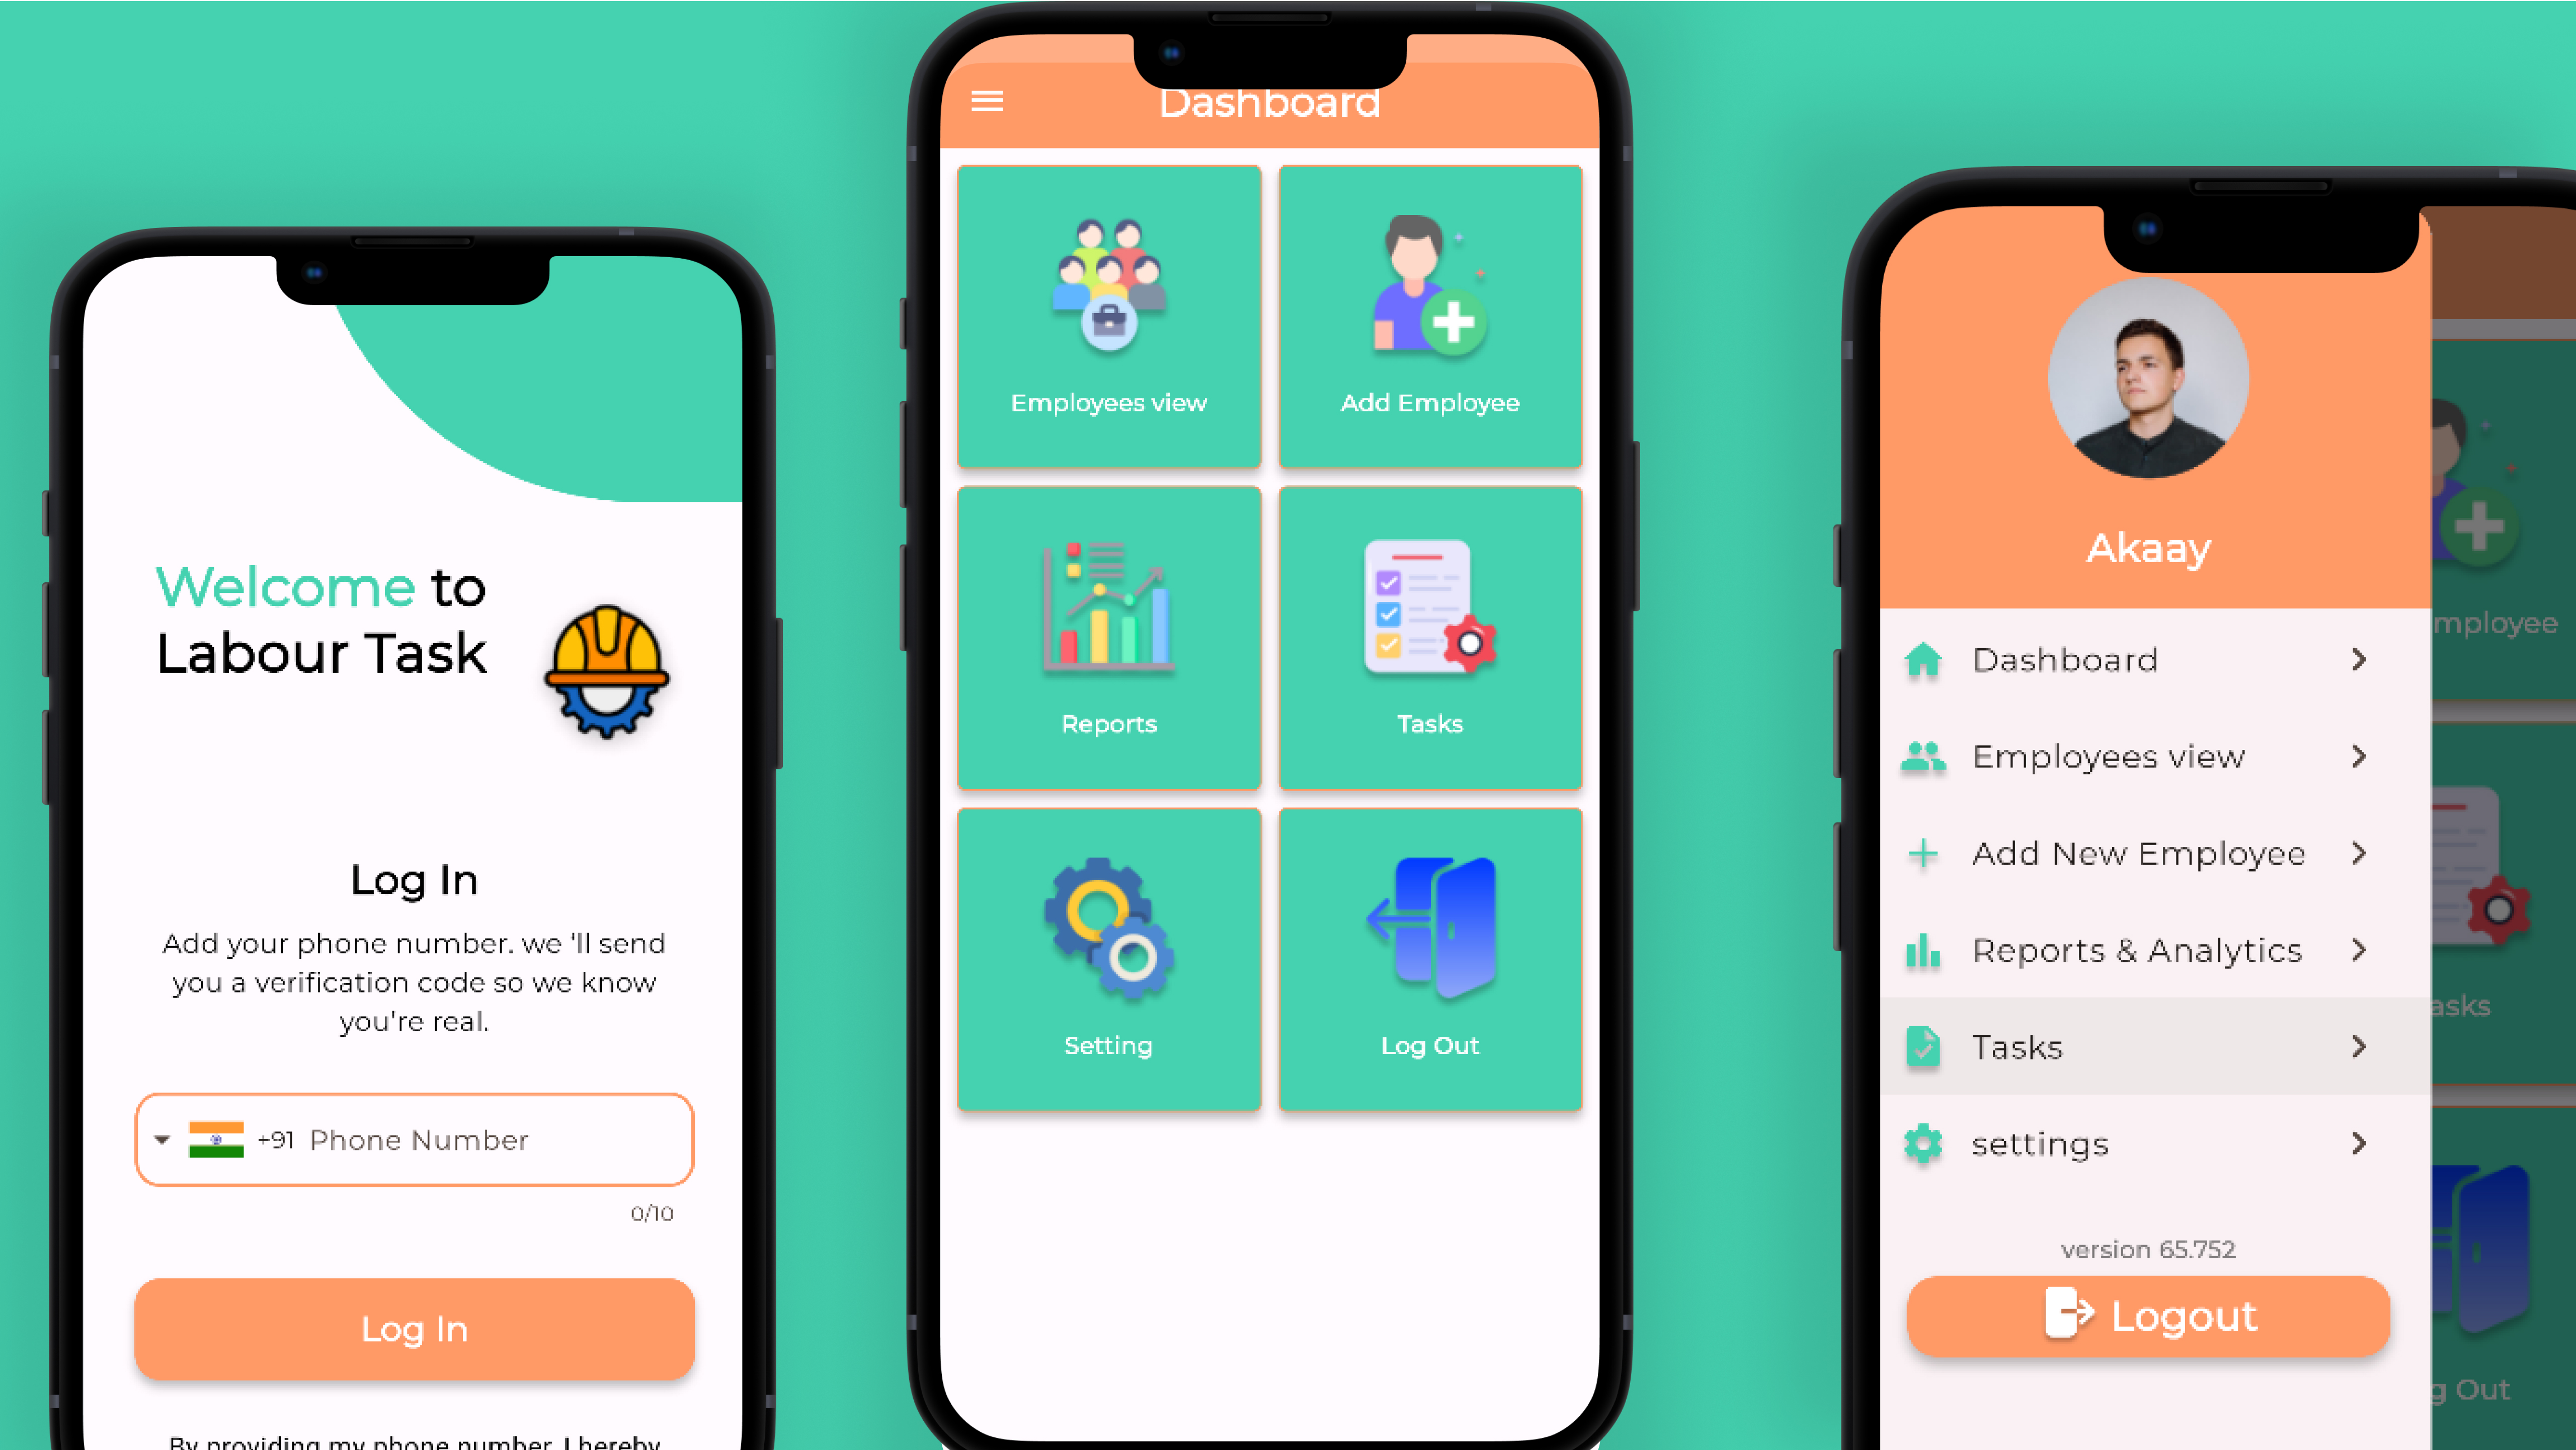 Welcome to
Labour Task
Log In
Add your phone number. we 'll send
you a verification code so we know
you're real.
+91 Phone Number
0/10
Log In
By providing my phone number, I hereby
Dashboard
Employees view
Add Employee
Reports
Tasks
Setting
Log Out
Akaay
Dashboard
Employees view
Add New Employee
Reports & Analytics
Tasks
settings
version 65.752
Logout
mployee
asks
g Out